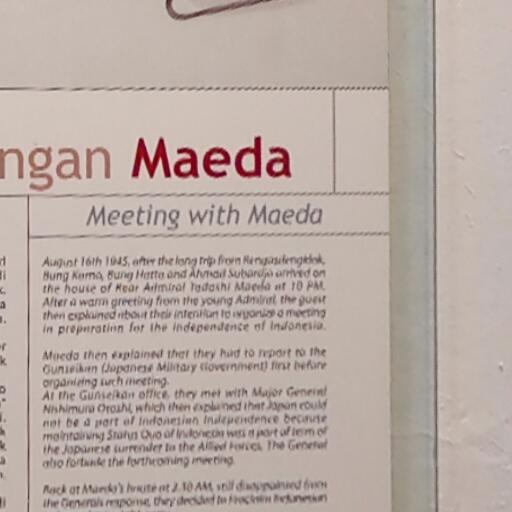 ngan Maeda
Meeting with Maeda
August 16th 1945, after the long trip from Rengasdengklok,
Bung Karno, Bung Hatta and Ahmad Subardjo arrived on
the house of Rear Admiral Tadashi Maeda at 10 PM.
After a warm greeting from the young Admiral, the guest
then explained about their intention to organize a meeting
in preparation for the independence of Indonesia.
Maeda then explained that they had to report to the
Gunseikan (Japanese Military Government) first before
organizing such meeting.
At the Gunseikan office, they met with Major General
Nishimura Otoshi, which then explained that Japan could
not be a part of Indonesian Independence because
maintaining Status Quo of Indonesia was a part of term of
the Japanese surrender to the Allied Forces. The General
also forbade the forthcoming meeting.
Back at Maeda's house at 2.30 AM, still disappointed from
the Generals response, they decided to Proclaim Indonesian